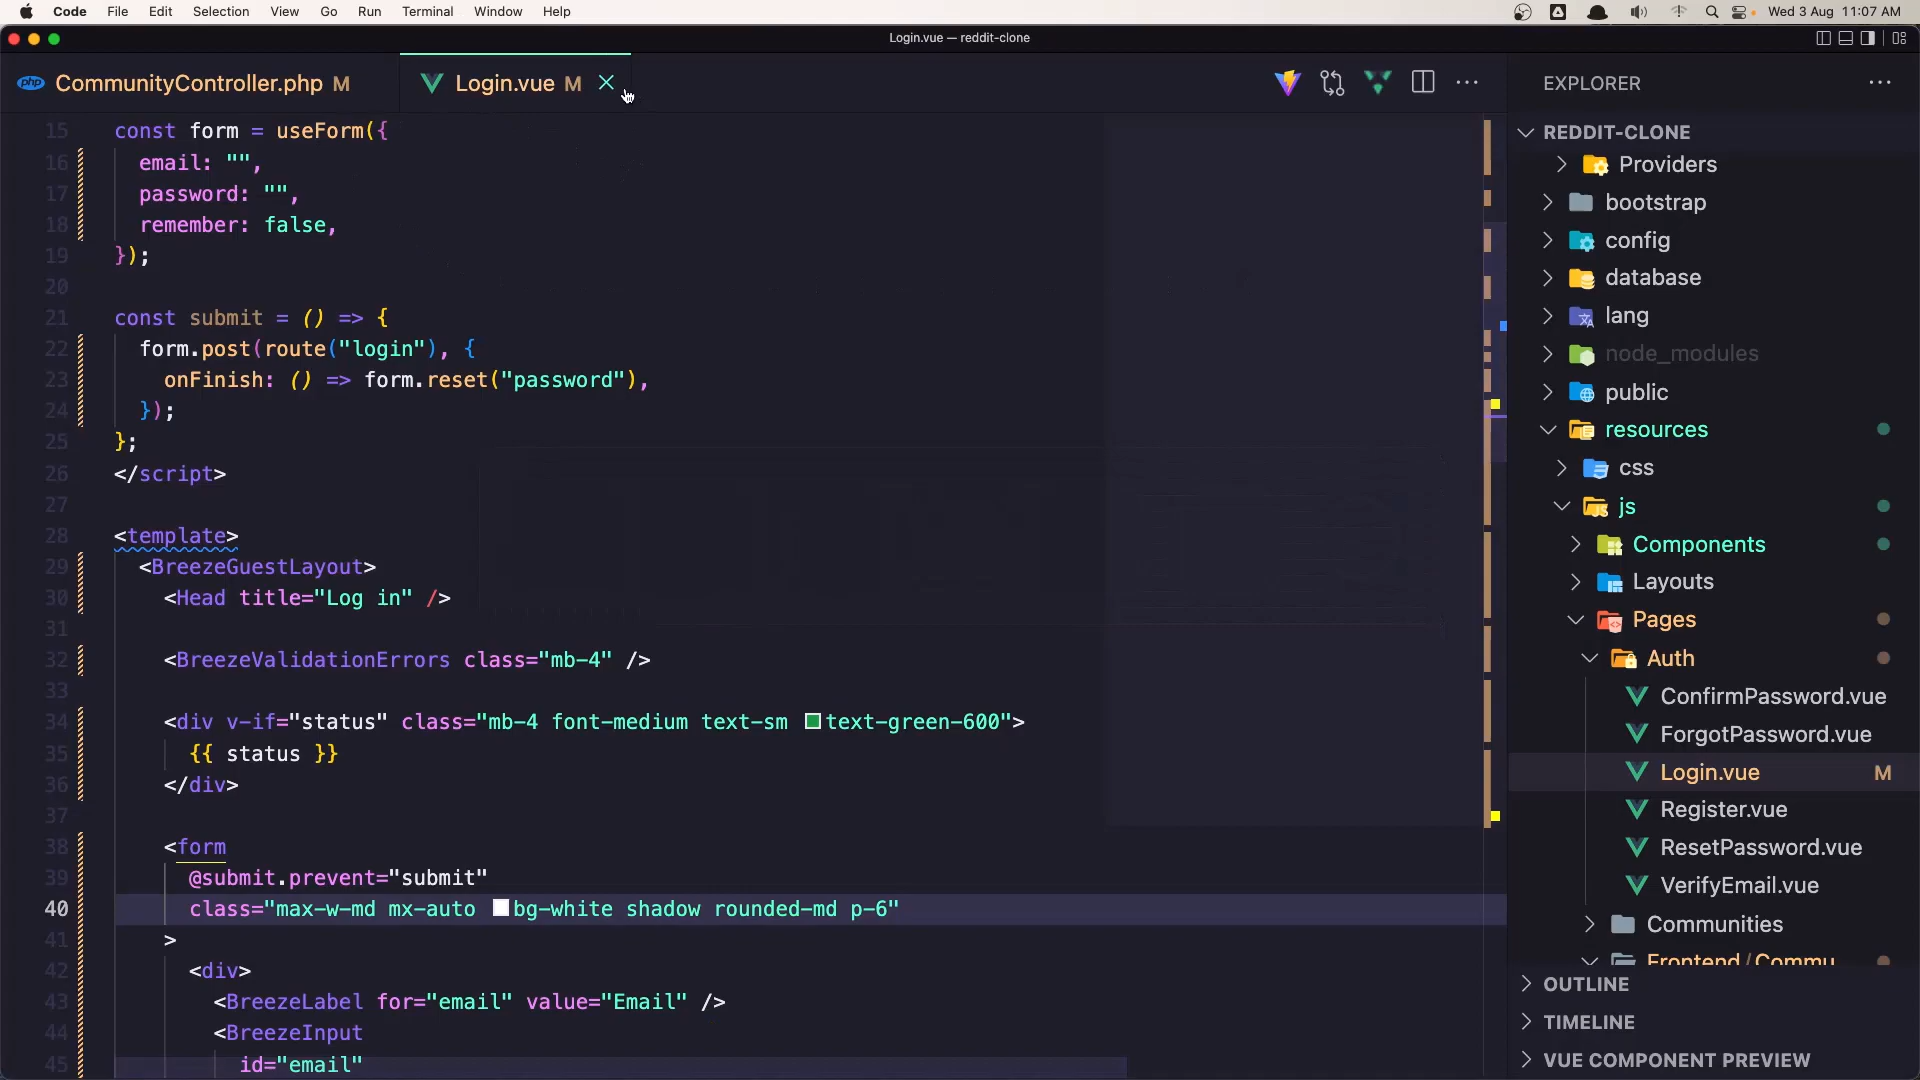 Code File Edit Selection View Go Run Terminal Window Help
Wed 3 Aug 11:07 AM
Login.vue — reddit-clone
php CommunityController.php M
Login.vue M
15 const form = useForm({
16 email: "",
17 password: "",
18 remember: false,
19 });
20
21 const submit = () => {
22 form.post(route("login"), {
23 onFinish: () => form.reset("password"),
24 });
25 };
26 </script>
27
28 <template>
29 <BreezeGuestLayout>
30 <Head title="Log in" />
31
32 <BreezeValidationErrors class="mb-4" />
33
34 <div v-if="status" class="mb-4 font-medium text-sm text-green-600">
35 {{ status }}
36 </div>
37
38 <form
39 @submit.prevent="submit"
40 class="max-w-md mx-auto bg-white shadow rounded-md p-6"
41 >
42 <div>
43 <BreezeLabel for="email" value="Email" />
44 <BreezeInput
45 id="email"
EXPLORER
REDDIT-CLONE
Providers
bootstrap
config
database
lang
node_modules
public
resources
css
js
Components
Layouts
Pages
Auth
ConfirmPassword.vue
ForgotPassword.vue
Login.vue M
Register.vue
ResetPassword.vue
VerifyEmail.vue
Communities
Frontend / Commu
OUTLINE
TIMELINE
VUE COMPONENT PREVIEW